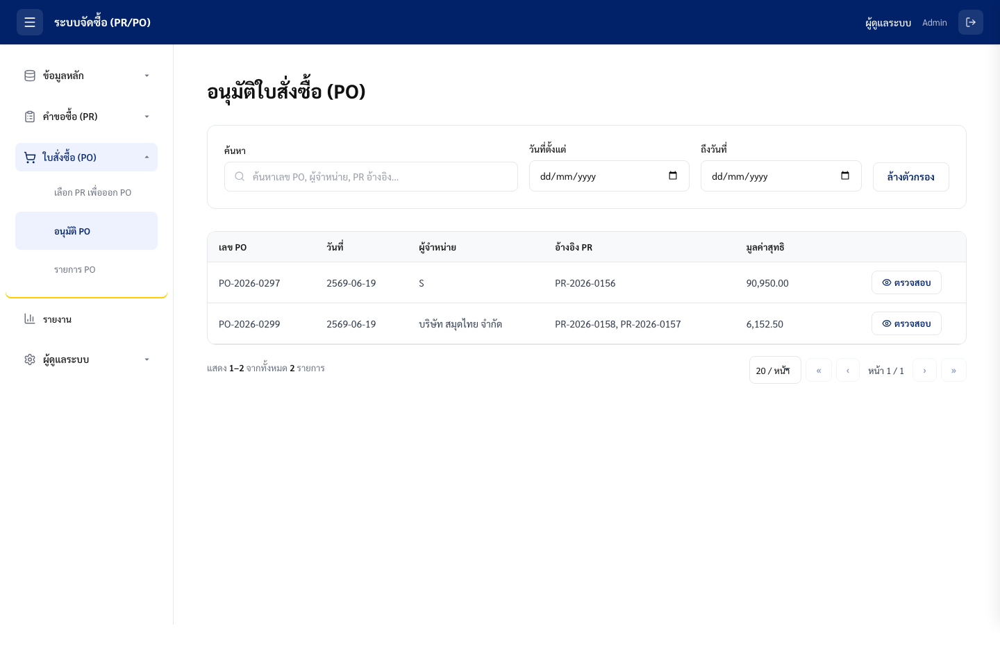 ระบบจัดซื้อ (PR/PO)
ผู้ดูแลระบบ Admin
ข้อมูลหลัก
คำขอซื้อ (PR)
ใบสั่งซื้อ (PO)
เลือก PR เพื่อออก PO
อนุมัติ PO
รายการ PO
รายงาน
ผู้ดูแลระบบ
อนุมัติใบสั่งซื้อ (PO)
ค้นหา
ค้นหาเลข PO, ผู้จำหน่าย, PR อ้างอิง...
วันที่ตั้งแต่
dd/mm/yyyy
ถึงวันที่
dd/mm/yyyy
ล้างตัวกรอง
เลข PO วันที่ ผู้จำหน่าย อ้างอิง PR มูลค่าสุทธิ
PO-2026-0297 2569-06-19 S PR-2026-0156 90,950.00 ตรวจสอบ
PO-2026-0299 2569-06-19 บริษัท สมุดไทย จำกัด PR-2026-0158, PR-2026-0157 6,152.50 ตรวจสอบ
แสดง 1–2 จากทั้งหมด 2 รายการ
20 / หน้า « ‹ หน้า 1 / 1 › »